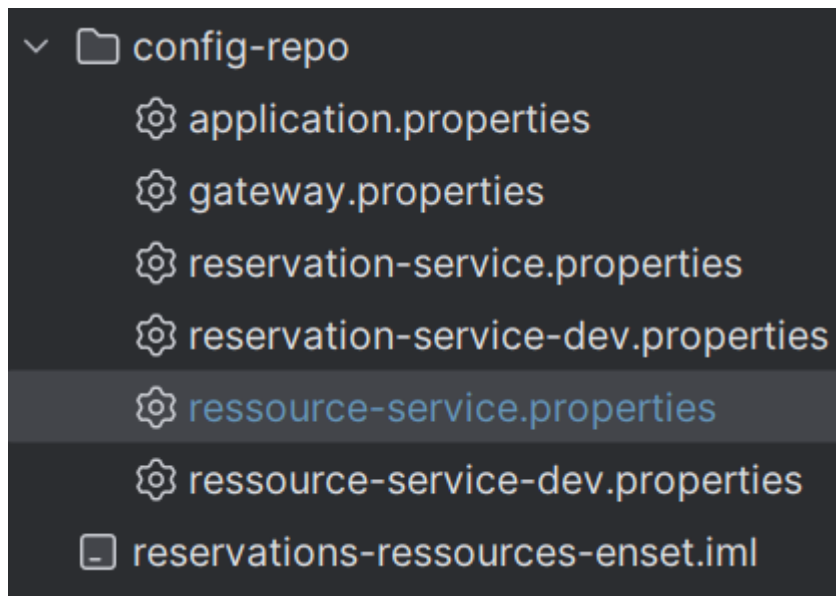 config-repo
application.properties
gateway.properties
reservation-service.properties
reservation-service-dev.properties
ressource-service.properties
ressource-service-dev.properties
reservations-ressources-enset.iml